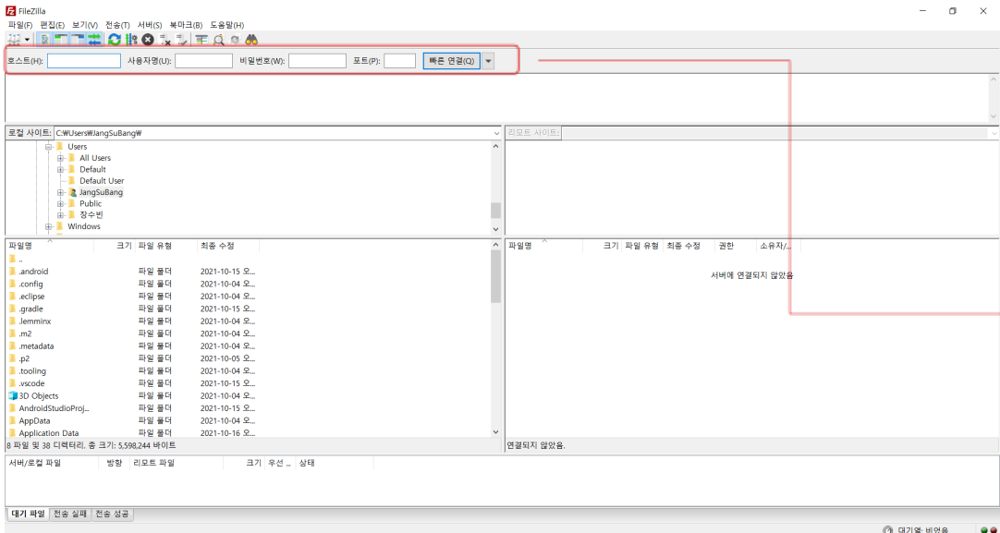 FileZilla
파일(F) 편집(E) 보기(V) 전송(T) 서버(S) 북마크(B) 도움말(H)
호스트(H): 사용자명(U): 비밀번호(W): 포트(P): 빠른 연결(Q)
로컬 사이트: C:₩Users₩JangSuBang₩
리모트 사이트:
Users
All Users
Default
Default User
JangSuBang
Public
장수빈
Windows
파일명 크기 파일 유형 최종 수정
파일명 크기 파일 유형 최종 수정 권한 소유자/...
..
서버에 연결되지 않았음
.android 파일 폴더 2021-10-15 오...
.config 파일 폴더 2021-10-04 오...
.eclipse 파일 폴더 2021-10-04 오...
.gradle 파일 폴더 2021-10-15 오...
.lemminx 파일 폴더 2021-10-04 오...
.m2 파일 폴더 2021-10-04 오...
.metadata 파일 폴더 2021-10-04 오...
.p2 파일 폴더 2021-10-05 오...
.tooling 파일 폴더 2021-10-04 오...
.vscode 파일 폴더 2021-10-15 오...
3D Objects 파일 폴더 2021-10-04 오...
AndroidStudioProj... 파일 폴더 2021-10-15 오...
AppData 파일 폴더 2021-10-04 오...
Application Data 파일 폴더 2021-10-16 오...
8 파일 및 38 디렉터리. 총 크기: 5,598,244 바이트
연결되지 않았음.
서버/로컬 파일 방향 리모트 파일 크기 우선 ... 상태
대기 파일 전송 실패 전송 성공
대기열: 비었음